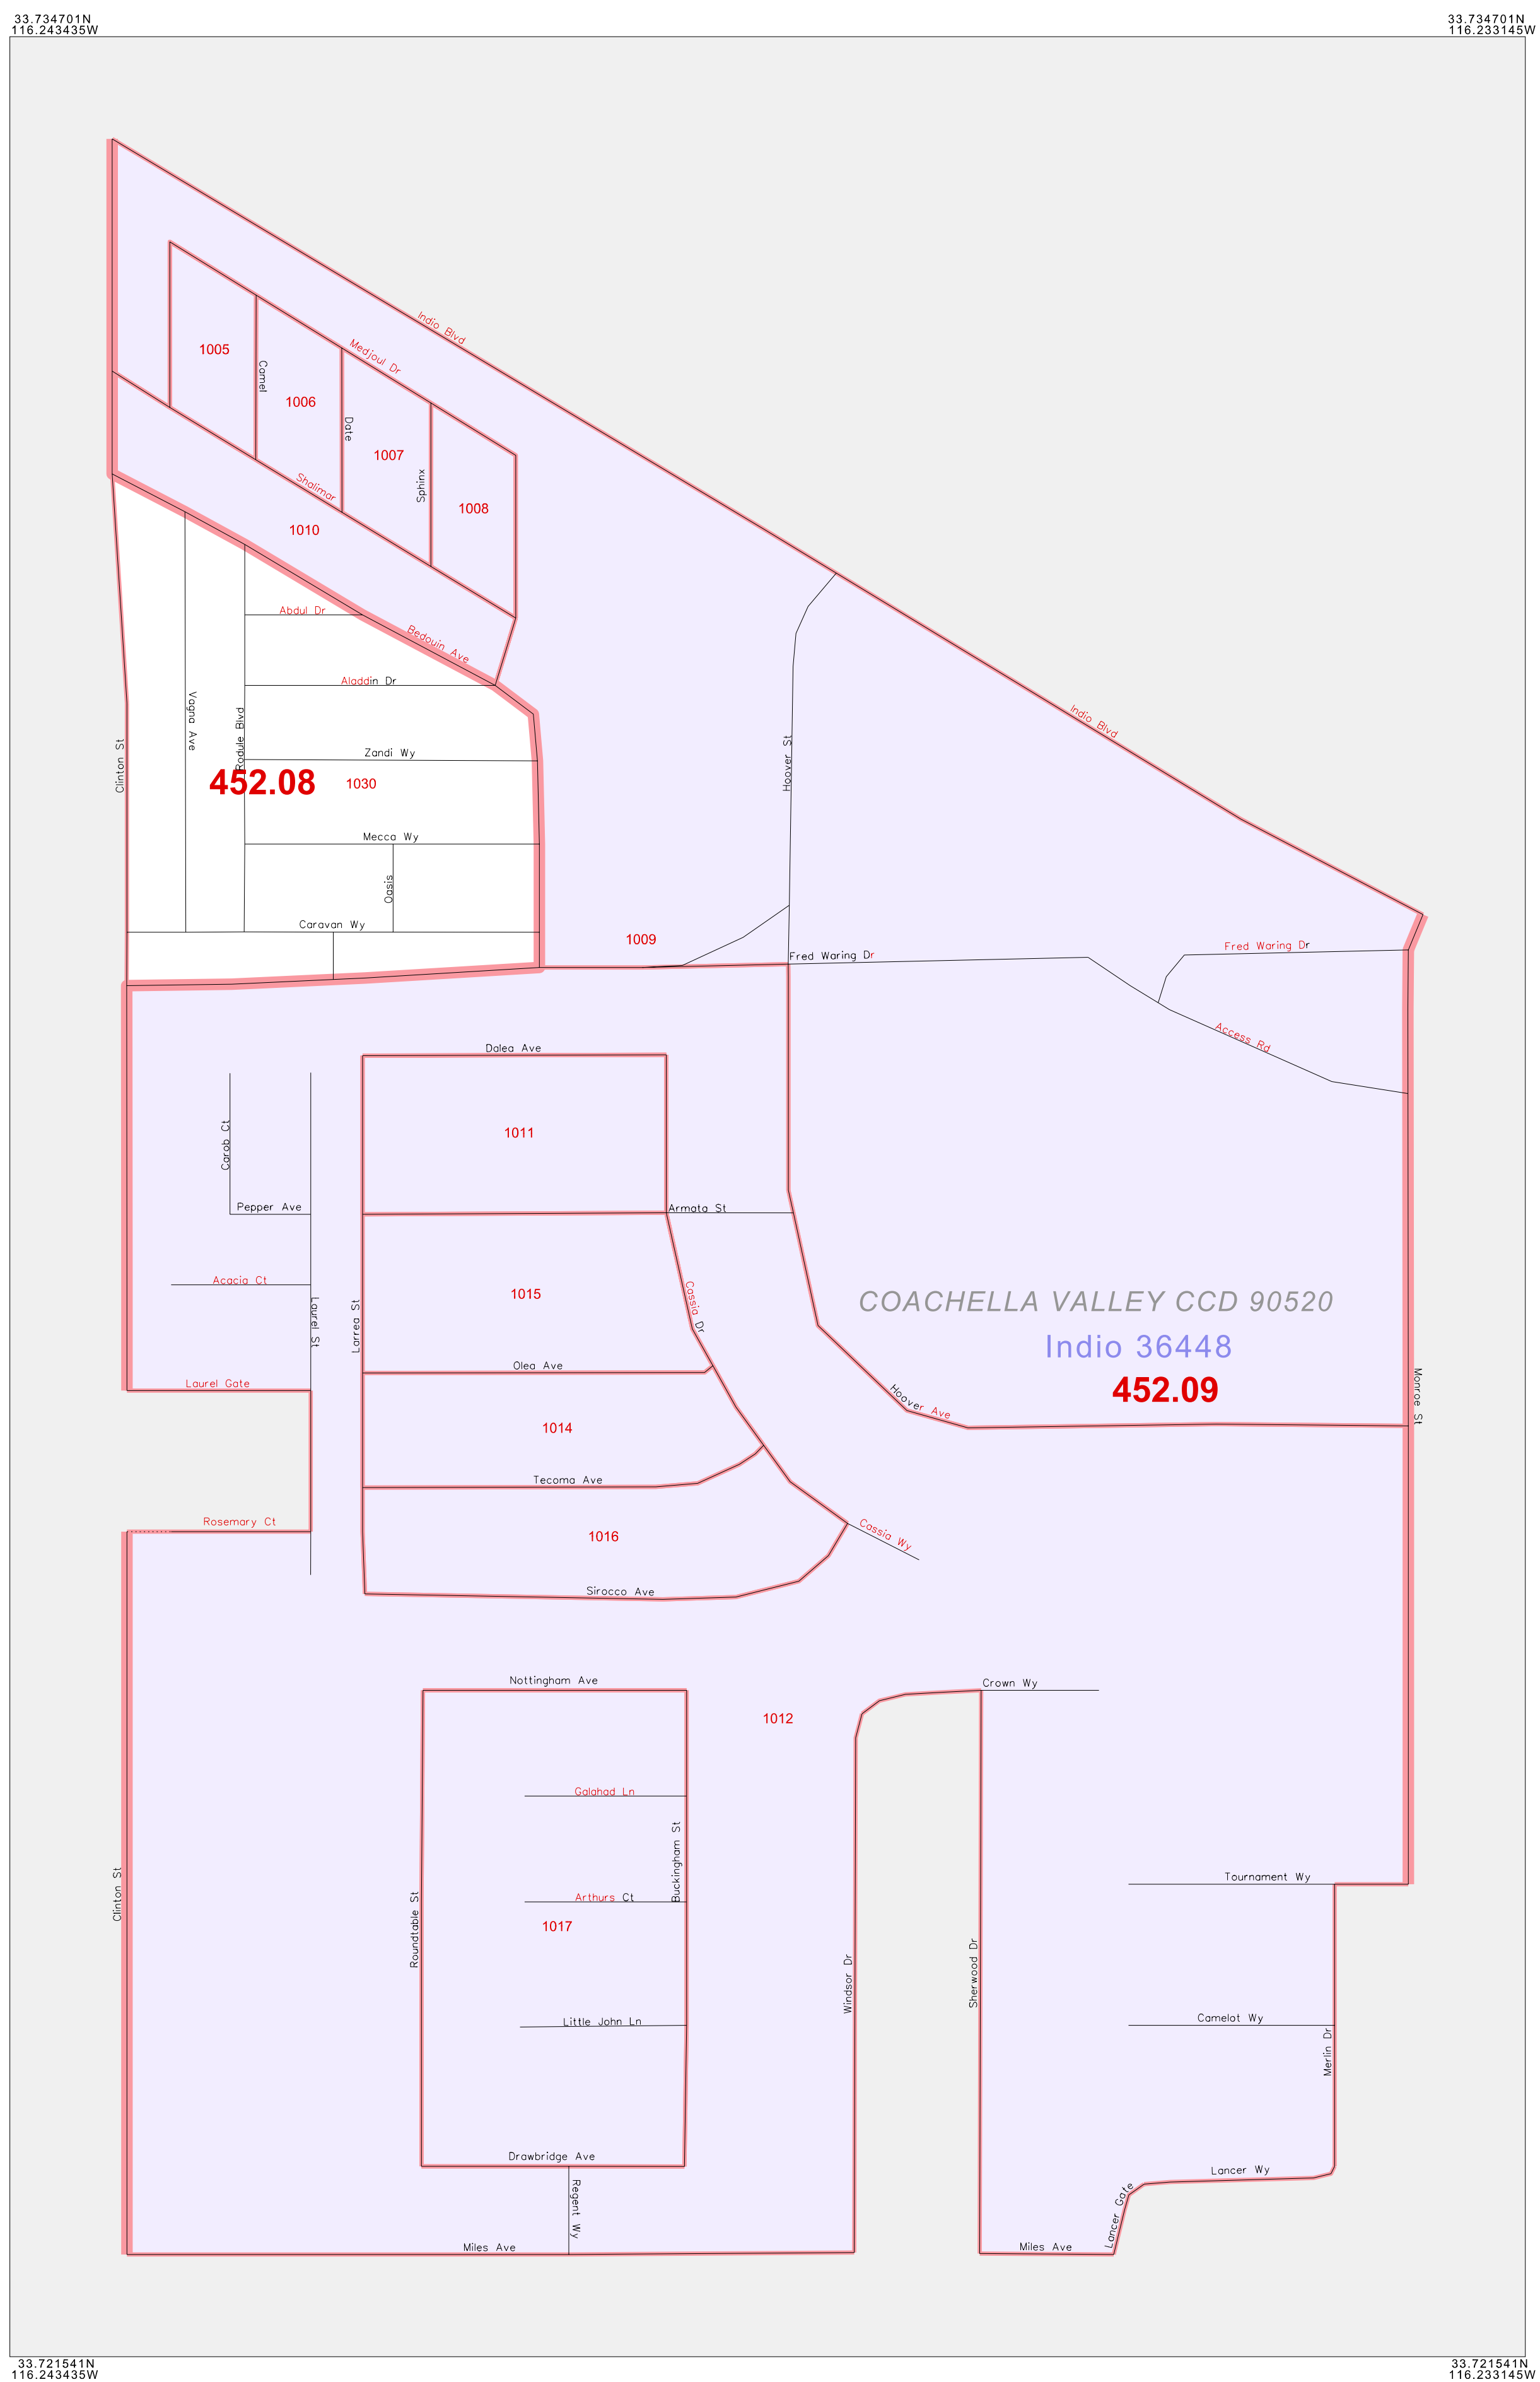 33.734701N
116.243435W
33.734701N
116.233145W
Indio Blvd
Medjoul Dr
1005
Camel
1006
Date
1007
Sphinx
1008
Shalimar
1010
Abdul Dr
Bedouin Ave
Aladdin Dr
Vagna Ave
Rodule Blvd
Clinton St
Zandi Wy
452.08
1030
Mecca Wy
Oasis
Caravan Wy
Hoover St
Indio Blvd
1009
Fred Waring Dr
Fred Waring Dr
Access Rd
Dalea Ave
Carob Ct
1011
Pepper Ave
Armata St
Acacia Ct
Laurel St
Larrea St
1015
Cassia Dr
COACHELLA VALLEY CCD 90520
Indio 36448
452.09
Olea Ave
Laurel Gate
Hoover Ave
Monroe St
1014
Tecoma Ave
Rosemary Ct
1016
Cassia Wy
Sirocco Ave
Nottingham Ave
Crown Wy
1012
Galahad Ln
Buckingham St
Arthurs Ct
Tournament Wy
Clinton St
Roundtable St
1017
Windsor Dr
Sherwood Dr
Little John Ln
Camelot Wy
Merlin Dr
Drawbridge Ave
Regent Wy
Lancer Wy
Lancer Gate
Miles Ave
Miles Ave
33.721541N
116.243435W
33.721541N
116.233145W